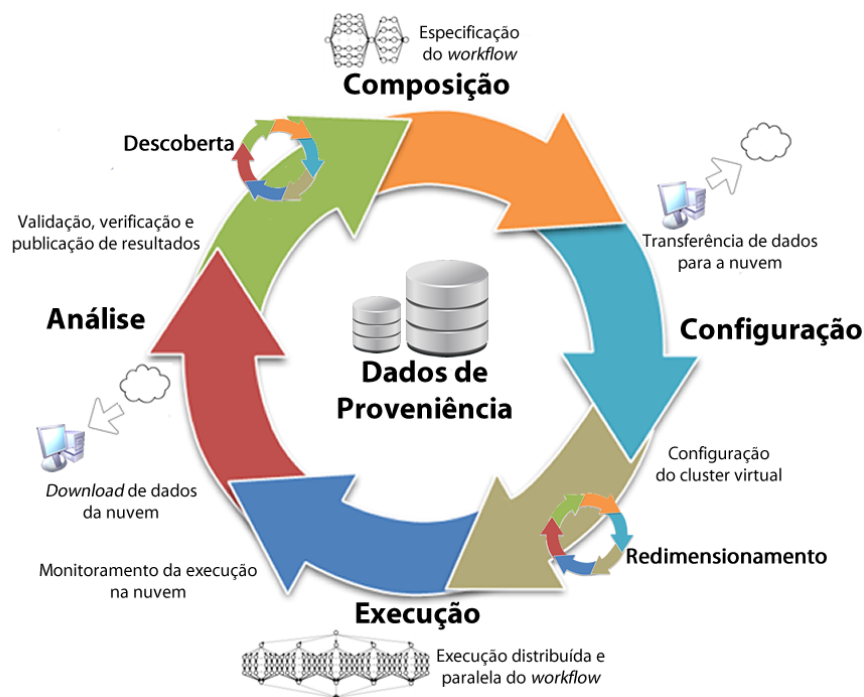 Especificação
do workflow
Composição
Descoberta
Validação, verificação e
publicação de resultados
Transferência de dados
para a nuvem
Análise
Configuração
Dados de
Proveniência
Download de dados
da nuvem
Configuração
do cluster virtual
Redimensionamento
Monitoramento da execução
na nuvem
Execução
Execução distribuída e
paralela do workflow